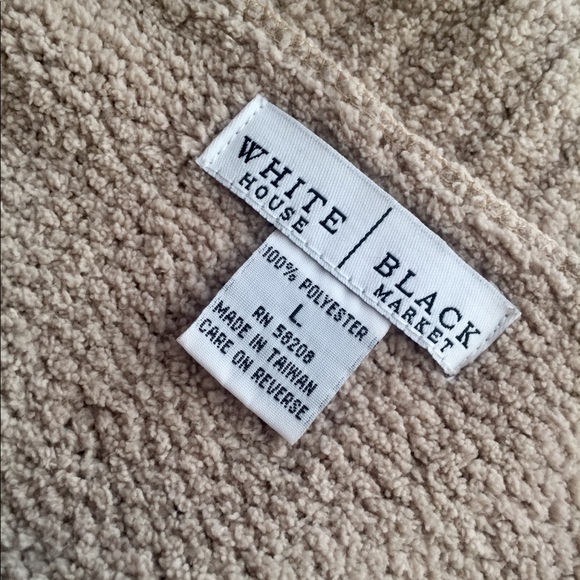 WHITE
HOUSE
BLACK
MARKET
100% POLYESTER
L
RN 58208
MADE IN TAIWAN
CARE ON REVERSE